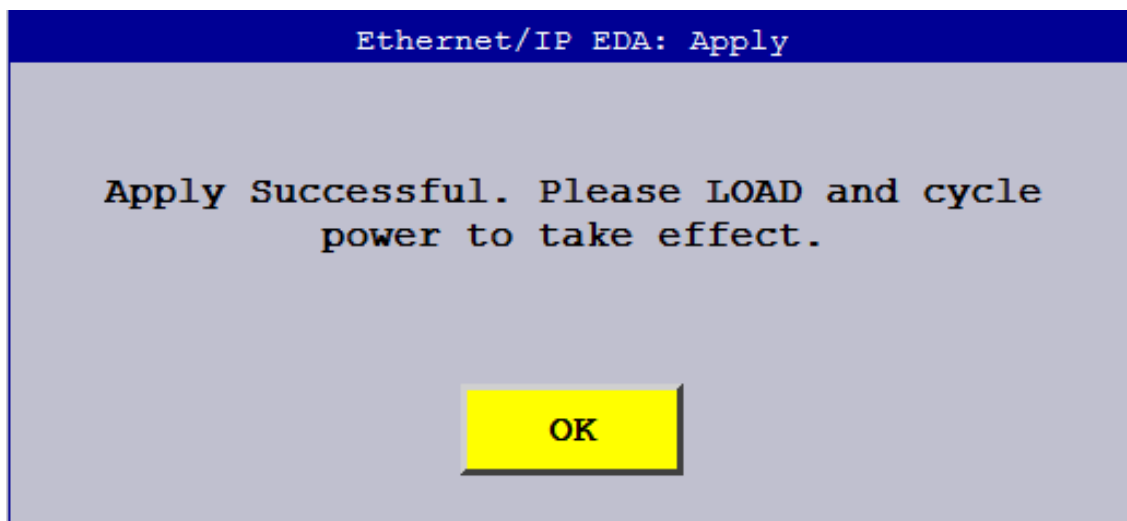 Ethernet/IP EDA: Apply
Apply Successful. Please LOAD and cycle
power to take effect.
OK